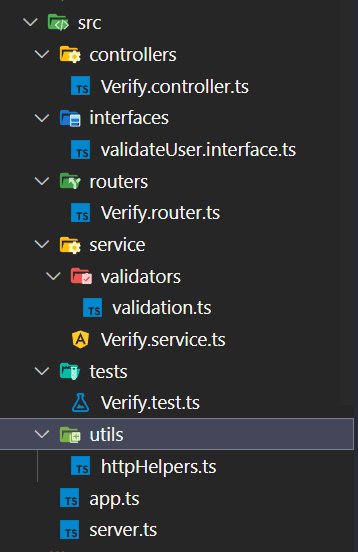 src
controllers
TS Verify.controller.ts
interfaces
TS validateUser.interface.ts
routers
TS Verify.router.ts
service
validators
TS validation.ts
Verify.service.ts
tests
Verify.test.ts
utils
TS httpHelpers.ts
TS app.ts
TS server.ts